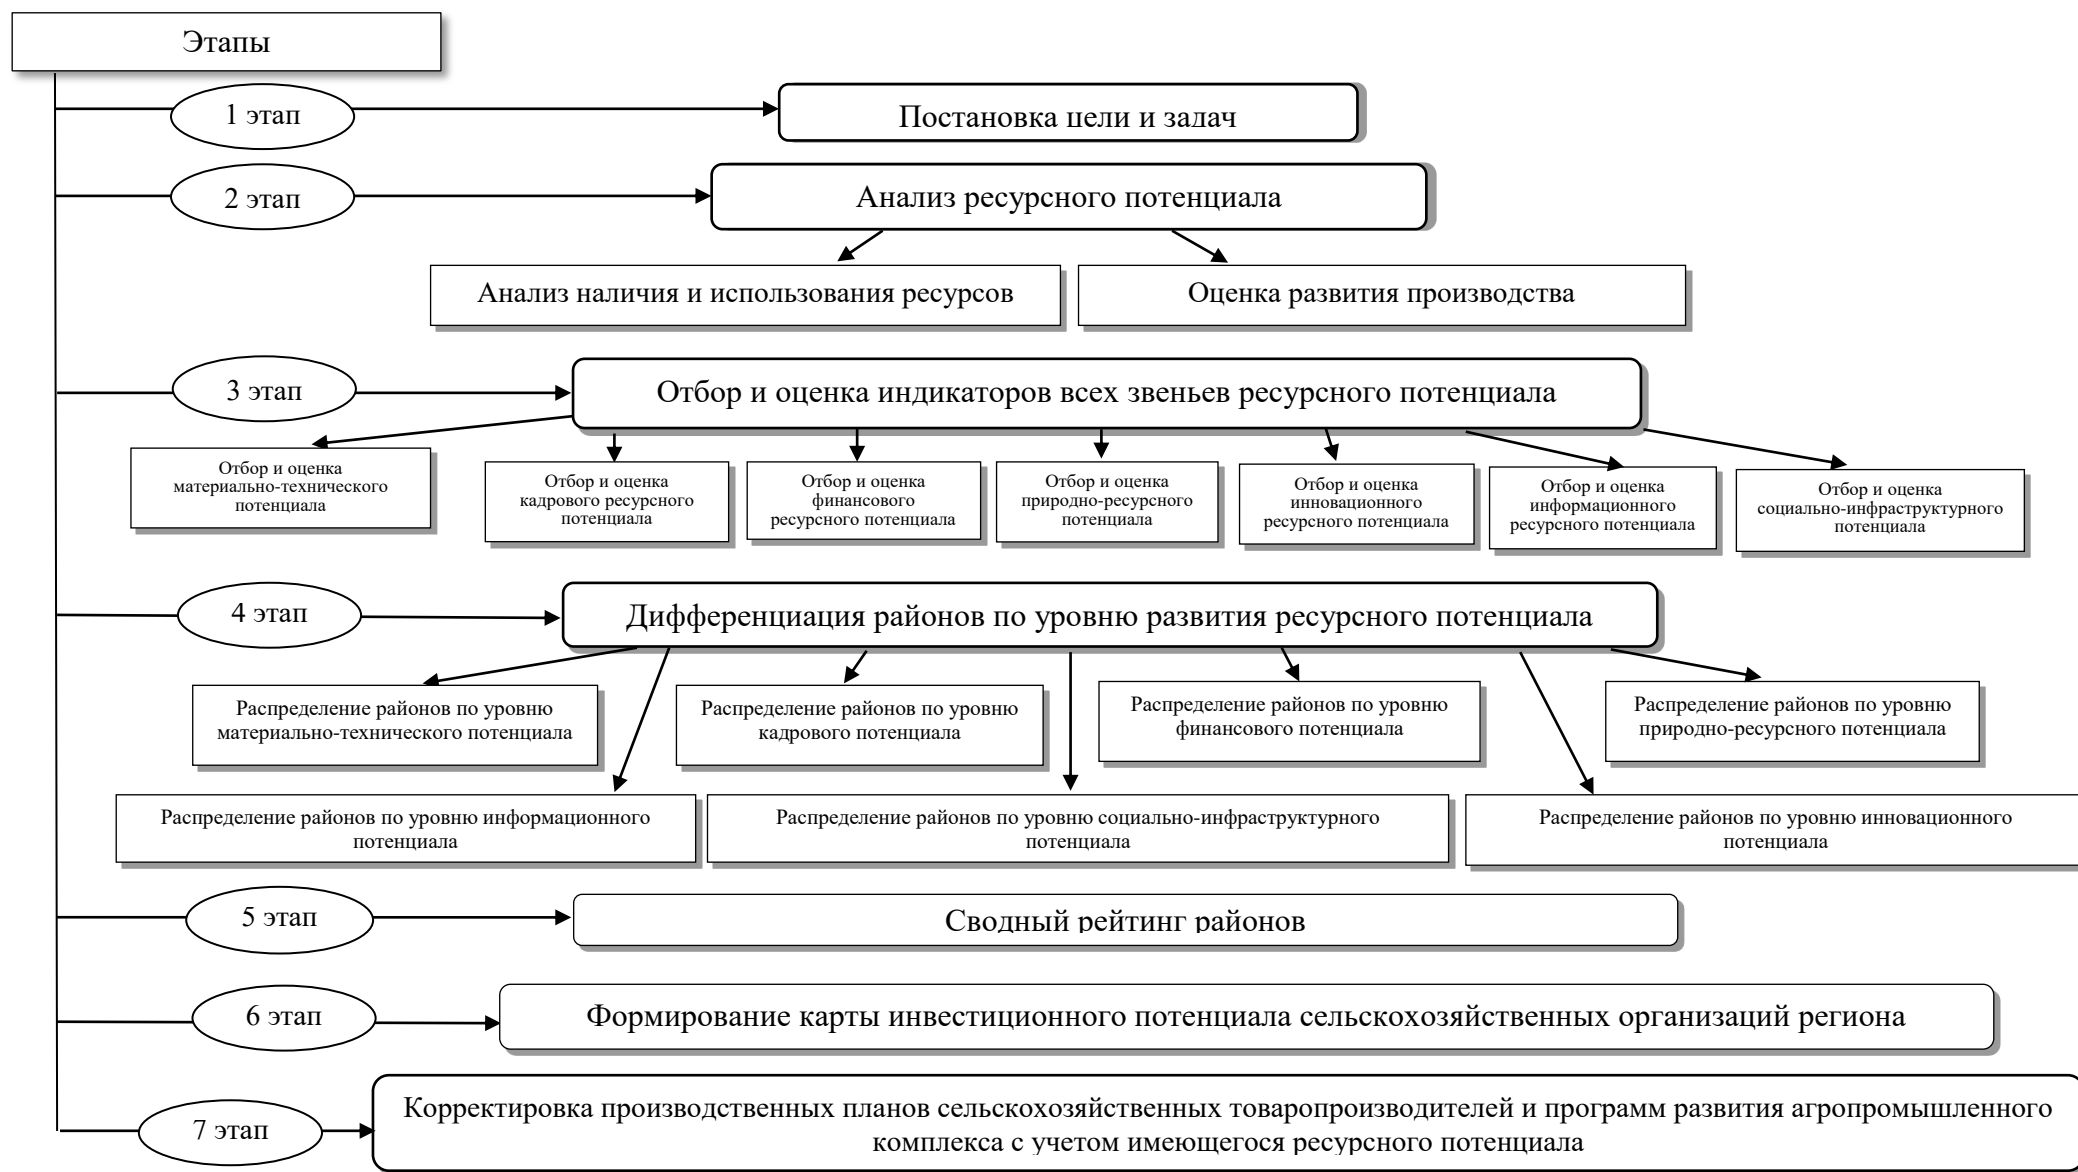 Этапы
1 этап
Постановка цели и задач
2 этап
Анализ ресурсного потенциала
Анализ наличия и использования ресурсов
Оценка развития производства
3 этап
Отбор и оценка индикаторов всех звеньев ресурсного потенциала
Отбор и оценка
материально-технического
потенциала
Отбор и оценка
кадрового ресурсного
потенциала
Отбор и оценка
финансового
ресурсного потенциала
Отбор и оценка
природно-ресурсного
потенциала
Отбор и оценка
инновационного
ресурсного потенциала
Отбор и оценка
информационного
ресурсного потенциала
Отбор и оценка
социально-инфраструктурного
потенциала
4 этап
Дифференциация районов по уровню развития ресурсного потенциала
Распределение районов по уровню
материально-технического потенциала
Распределение районов по уровню
кадрового потенциала
Распределение районов по уровню
финансового потенциала
Распределение районов по уровню
природно-ресурсного потенциала
Распределение районов по уровню информационного
потенциала
Распределение районов по уровню социально-инфраструктурного
потенциала
Распределение районов по уровню инновационного
потенциала
5 этап
Сводный рейтинг районов
6 этап
Формирование карты инвестиционного потенциала сельскохозяйственных организаций региона
7 этап
Корректировка производственных планов сельскохозяйственных товаропроизводителей и программ развития агропромышленного
комплекса с учетом имеющегося ресурсного потенциала